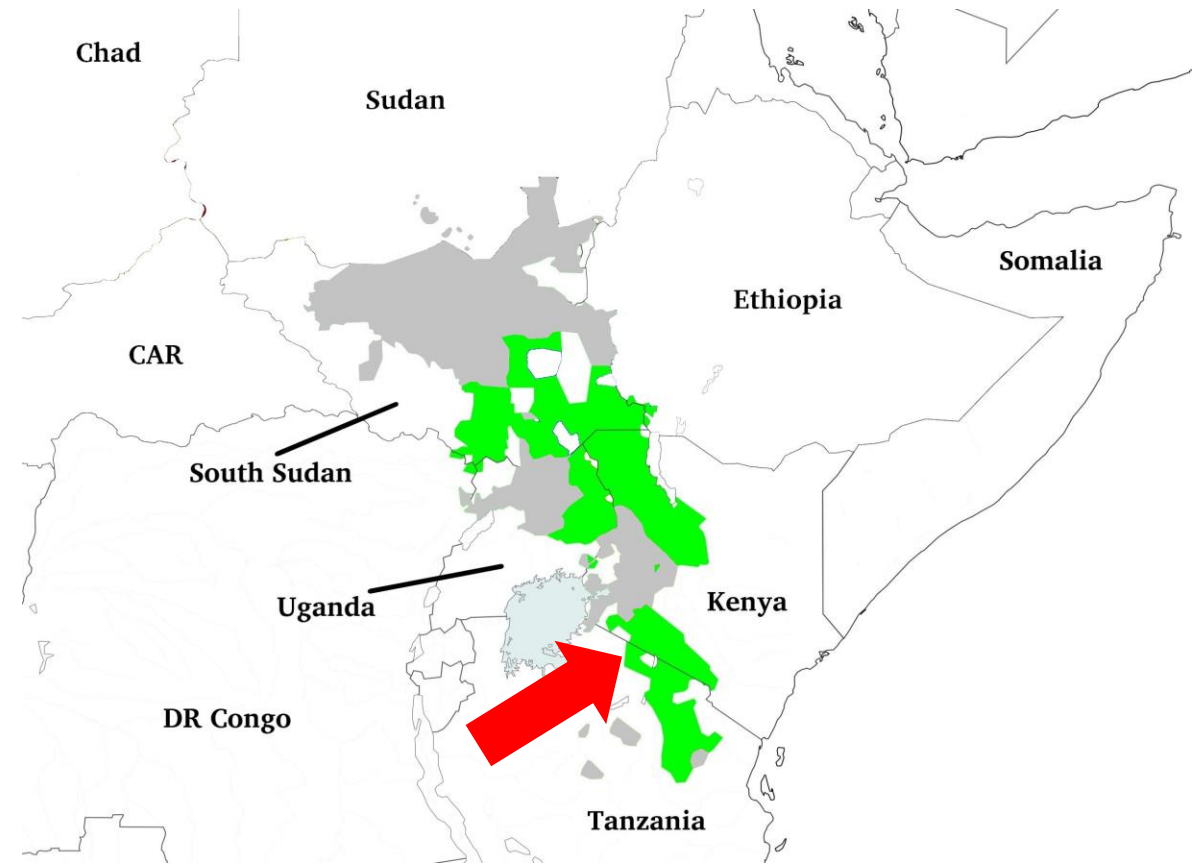 Chad
Sudan
Somalia
Ethiopia
CAR
South Sudan
Uganda
Kenya
DR Congo
Tanzania